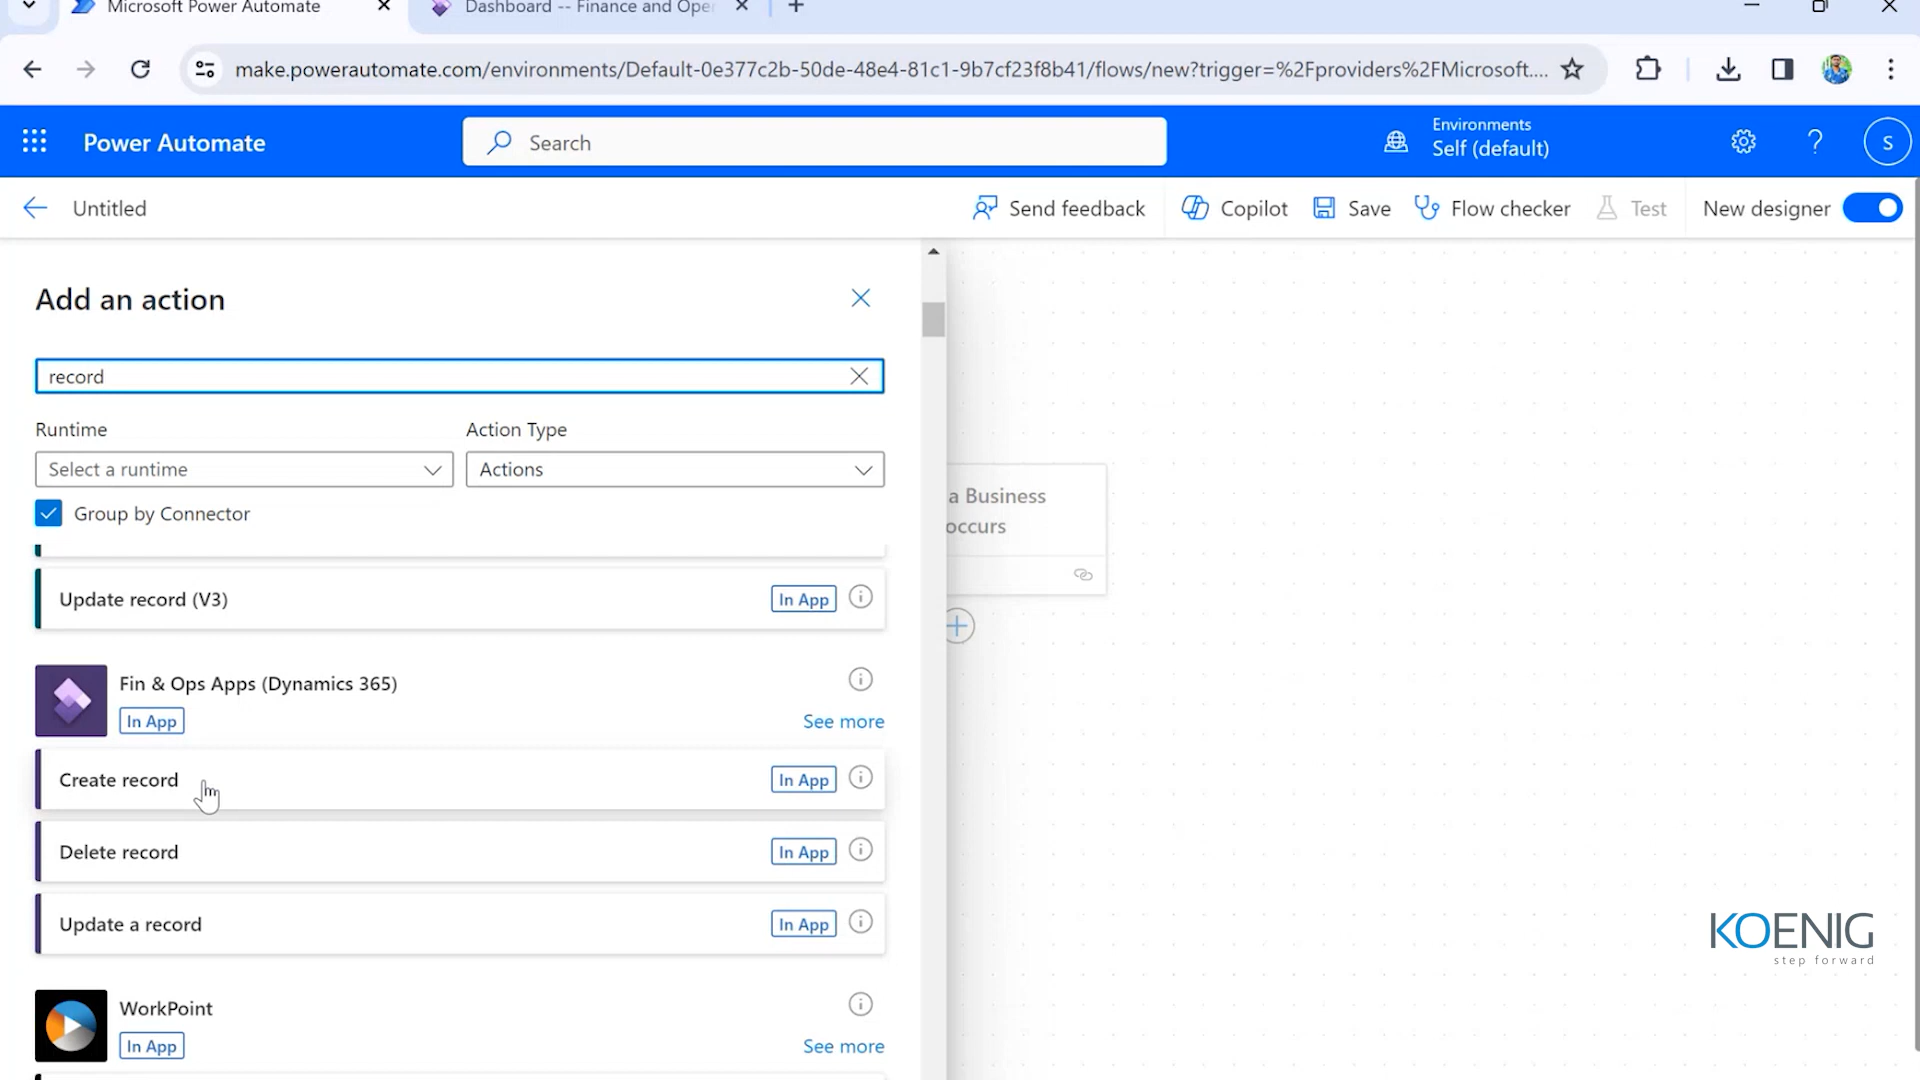 Microsoft Power Automate
Dashboard -- Finance and Oper
make.powerautomate.com/environments/Default-0e377c2b-50de-48e4-81c1-9b7cf23f8b41/flows/new?trigger=%2Fproviders%2FMicrosoft....
Power Automate
Search
Environments
Self (default)
?
S
Untitled
Send feedback
Copilot
Save
Flow checker
Test
New designer
Add an action
record
Runtime
Action Type
Select a runtime
Actions
Group by Connector
a Business
occurs
Update record (V3)
In App
Fin & Ops Apps (Dynamics 365)
In App
See more
Create record
In App
Delete record
In App
Update a record
In App
KOENIG
step forward
WorkPoint
In App
See more